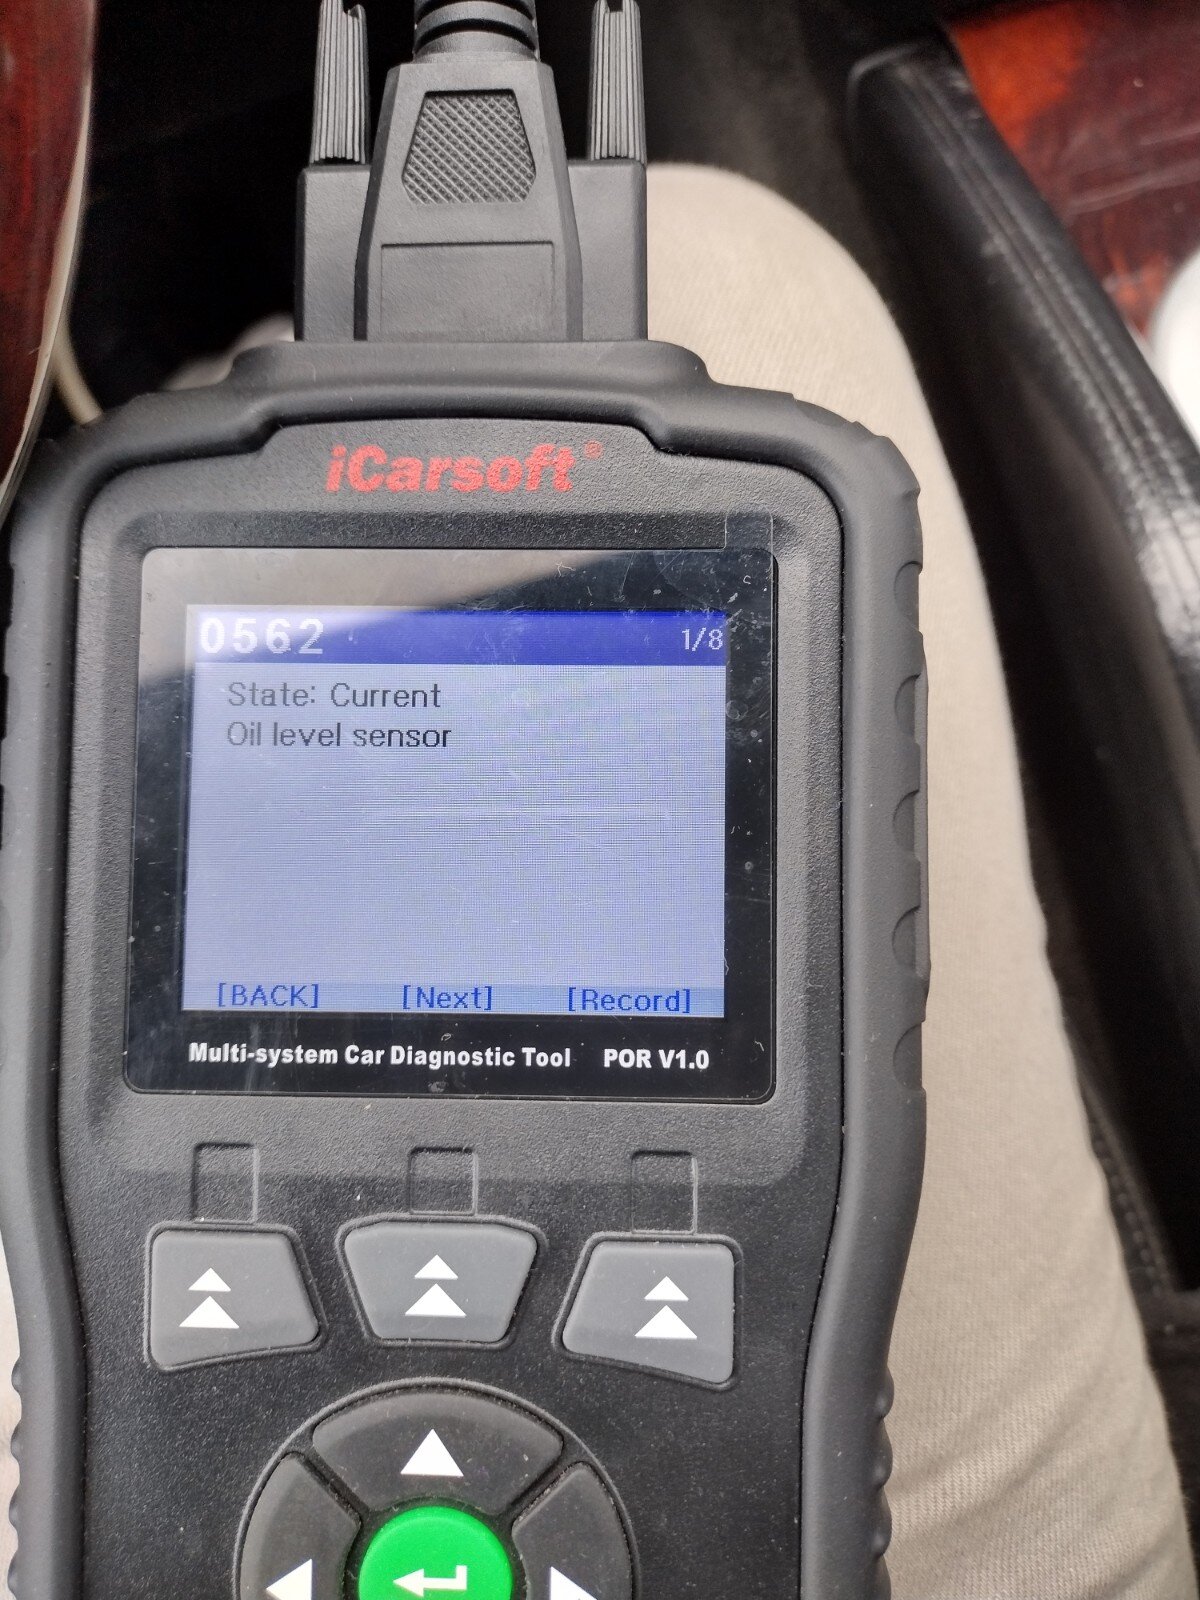 iCarsoft®
0562 1/8
State: Current
Oil level sensor
[BACK] [Next] [Record]
Multi-system Car Diagnostic Tool POR V1.0